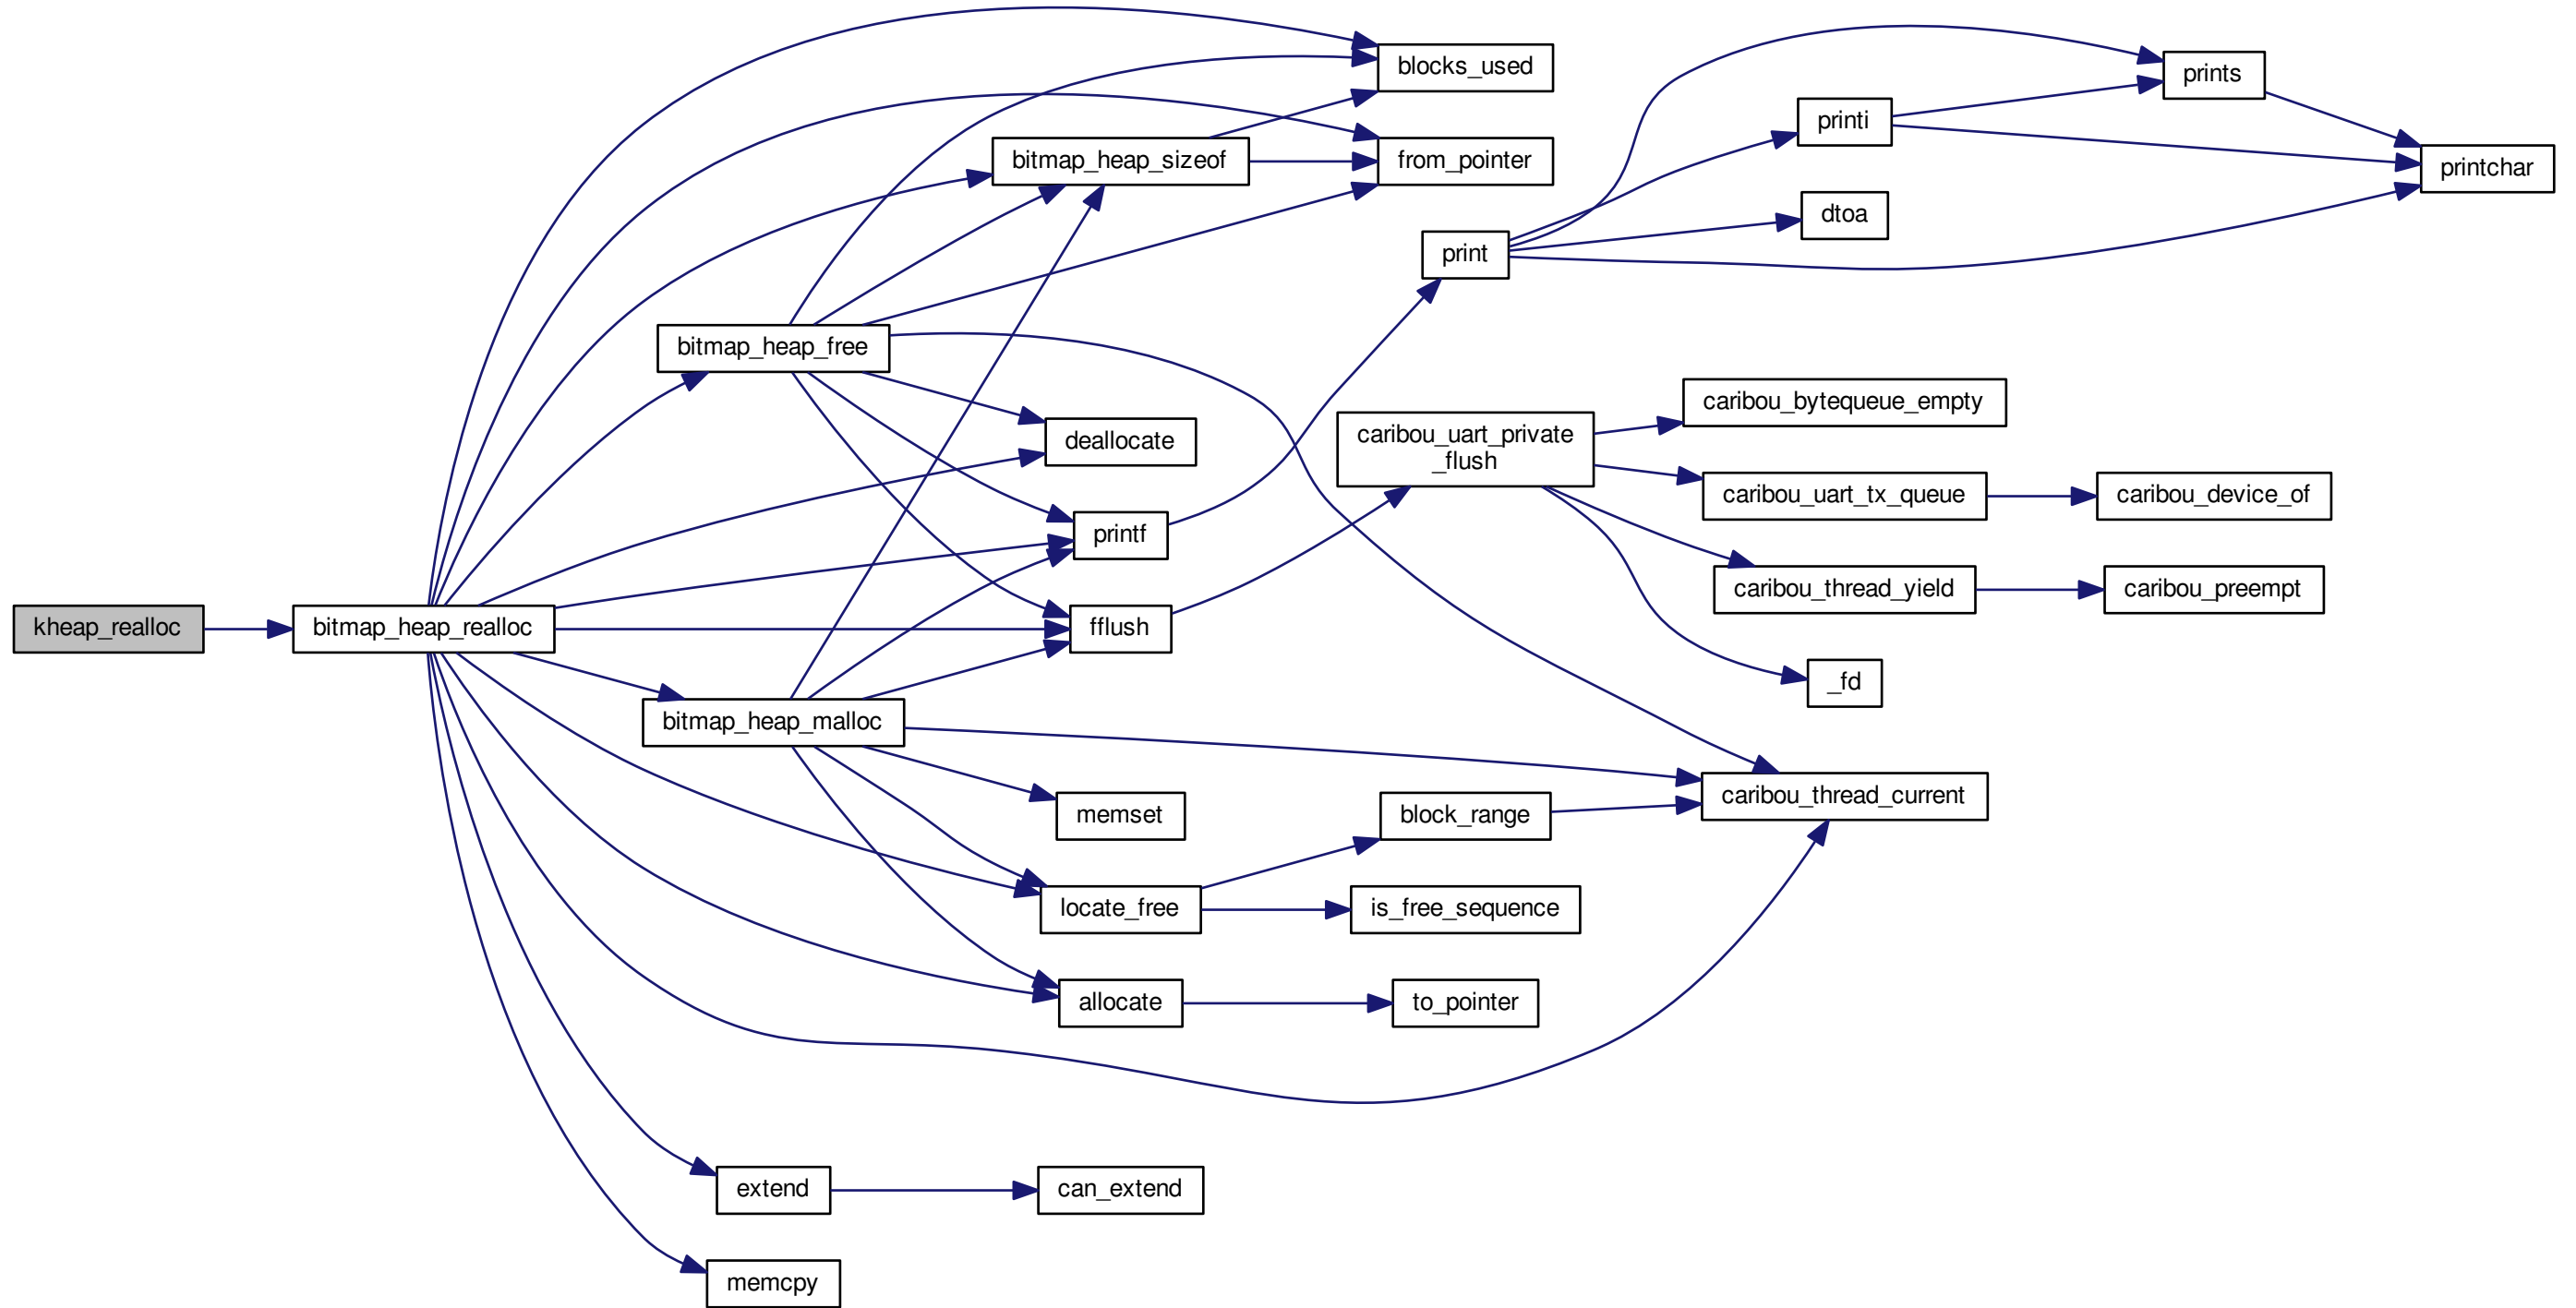 blocks_used
prints
printi
bitmap_heap_sizeof
from_pointer
printchar
dtoa
print
bitmap_heap_free
caribou_bytequeue_empty
deallocate
caribou_uart_private
_flush
caribou_uart_tx_queue
caribou_device_of
printf
caribou_thread_yield
caribou_preempt
kheap_realloc
bitmap_heap_realloc
fflush
_fd
bitmap_heap_malloc
caribou_thread_current
memset
block_range
locate_free
is_free_sequence
allocate
to_pointer
extend
can_extend
memcpy